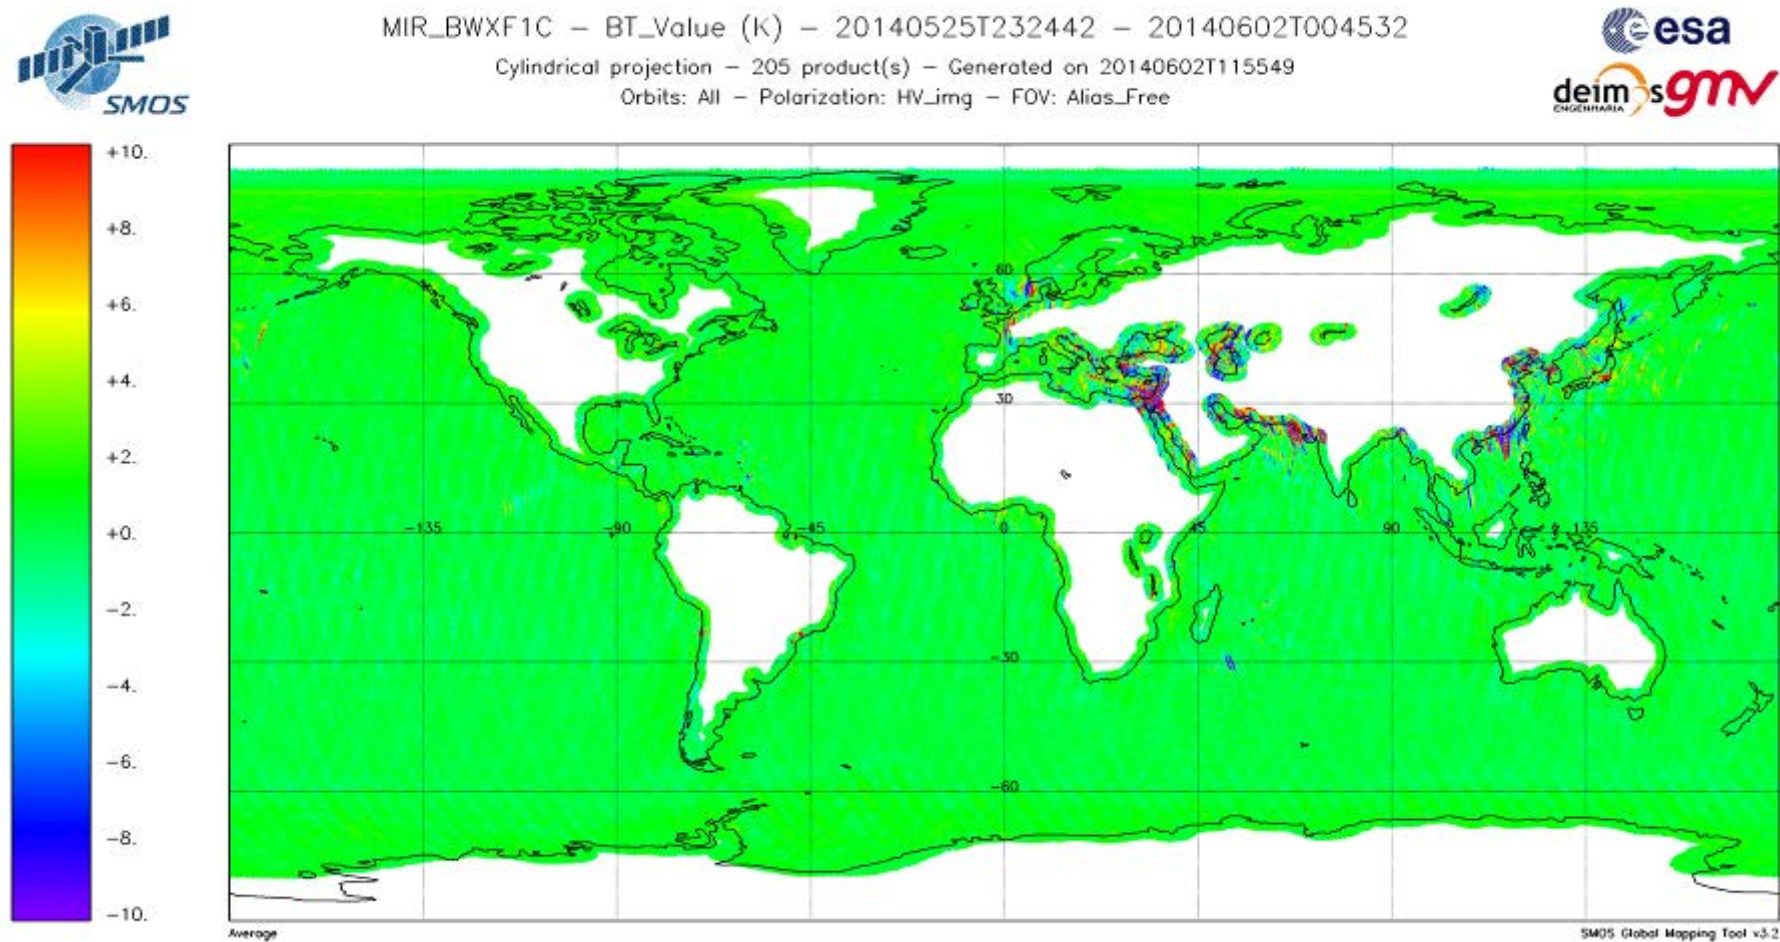 SMOS
MIR_BWXF1C – BT_Value (K) – 20140525T232442 – 20140602T004532
Cylindrical projection – 205 product(s) – Generated on 20140602T115549
Orbits: All – Polarization: HV_img – FOV: Alias_Free
esa
deimos
ENGENHARIA
gmv
+10.
+8.
+6.
+4.
+2.
+0.
−2.
−4.
−6.
−8.
−10.
60
30
−135
−90
−45
0
45
90
135
−30
−60
Average
SMOS Global Mapping Tool v3.2